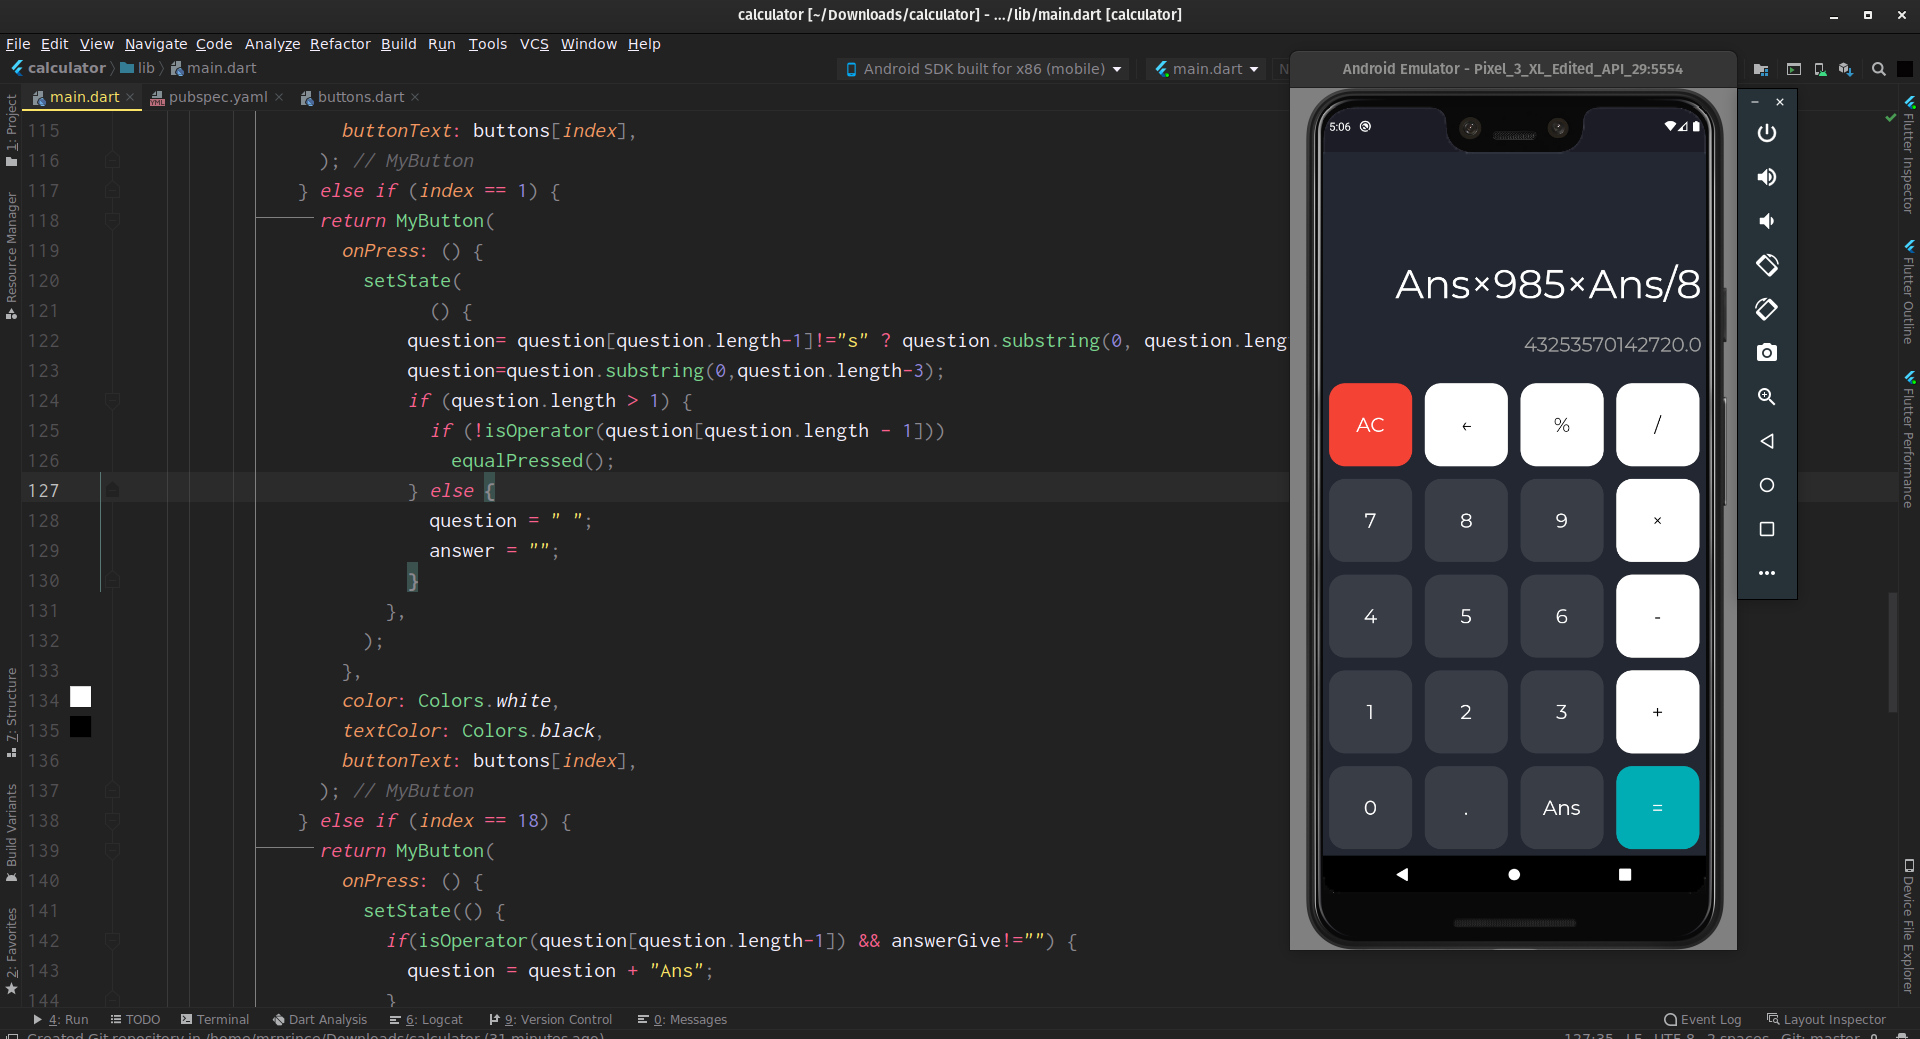 calculator [~/Downloads/calculator] - .../lib/main.dart [calculator]
File Edit View Navigate Code Analyze Refactor Build Run Tools VCS Window Help
calculator lib main.dart
Android SDK built for x86 (mobile) main.dart N
main.dart pubspec.yaml buttons.dart
1: Project
Resource Manager
7: Structure
Build Variants
2: Favorites
115 buttonText: buttons[index],
116 ); // MyButton
117 } else if (index == 1) {
118 return MyButton(
119 onPress: () {
120 setState(
121 () {
122 question= question[question.length-1]!="s" ? question.substring(0, question.leng
123 question=question.substring(0,question.length-3);
124 if (question.length > 1) {
125 if (!isOperator(question[question.length - 1]))
126 equalPressed();
127 } else {
128 question = " ";
129 answer = "";
130 }
131 },
132 );
133 },
134 color: Colors.white,
135 textColor: Colors.black,
136 buttonText: buttons[index],
137 ); // MyButton
138 } else if (index == 18) {
139 return MyButton(
140 onPress: () {
141 setState(() {
142 if(isOperator(question[question.length-1]) && answerGive!="") {
143 question = question + "Ans";
144 }
Android Emulator - Pixel_3_XL_Edited_API_29:5554
5:06
Ans×985×Ans/8
43253570142720.0
AC ← % /
7 8 9 ×
4 5 6 -
1 2 3 +
0 . Ans =
Flutter Inspector
Flutter Outline
Flutter Performance
Device File Explorer
4: Run TODO Terminal Dart Analysis 6: Logcat 9: Version Control 0: Messages Event Log Layout Inspector
Created Git repository in /home/mrprince/Downloads/calculator (31 minutes ago) 127:35 LF UTF-8 2 spaces Git: master